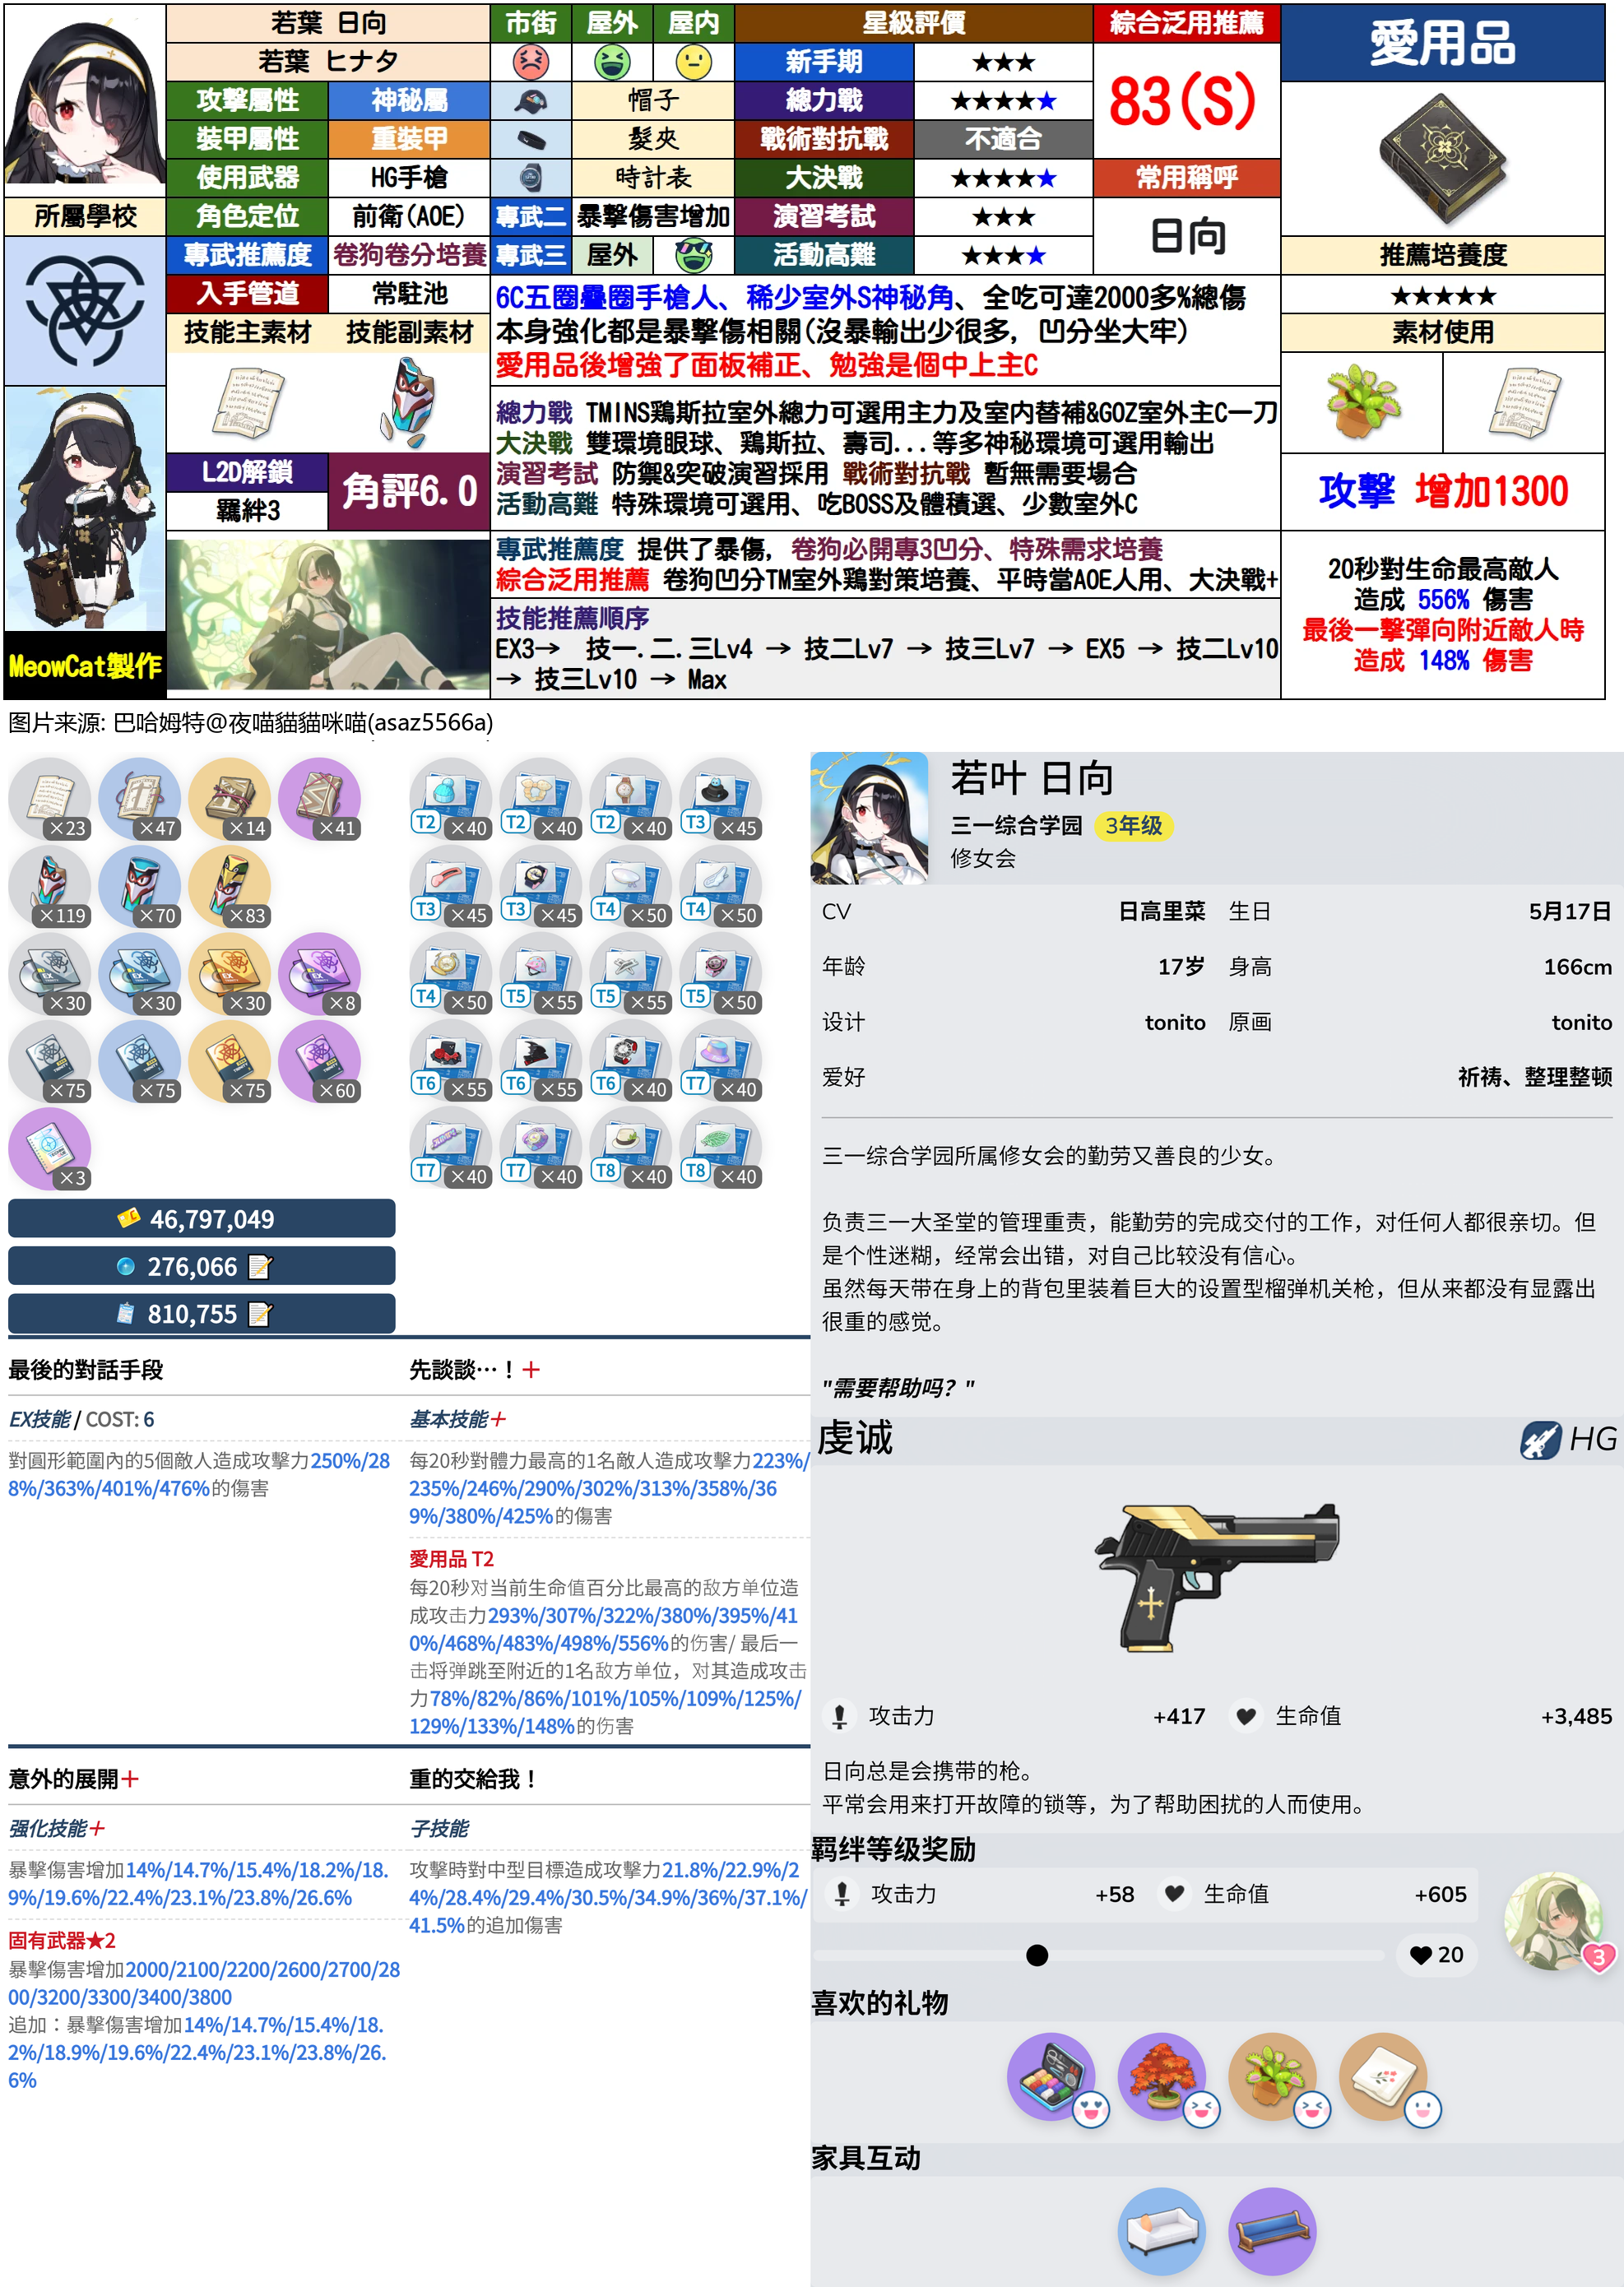 若葉 日向
若葉 ヒナタ
攻撃屬性 神秘屬
裝甲屬性 重裝甲
使用武器 HG手槍
所屬學校 角色定位 前衛(AOE)
專武推薦度 卷狗卷分培養
入手管道 常駐池
技能主素材 技能副素材
L2D解鎖
羈絆3
角評6.0
MeowCat製作
市街 屋外 屋内
帽子
髮夾
時計表
專武二 暴擊傷害增加
專武三 屋外
星級評價
新手期 ★★★
總力戰 ★★★★★
戰術對抗戰 不適合
大決戰 ★★★★★
演習考試 ★★★
活動高難 ★★★★
綜合泛用推薦
83(S)
常用稱呼
日向
6C五圈疊圈手槍人、稀少室外S神秘角、全吃可達2000多%總傷
本身強化都是暴擊傷相關(沒暴輸出少很多, 凹分坐大牢)
愛用品後增強了面板補正、勉強是個中上主C
總力戰 TMINS鶏斯拉室外總力可選用主力及室内替補&GOZ室外主C一刀
大決戰 雙環境眼球、鶏斯拉、壽司...等多神秘環境可選用輸出
演習考試 防禦&突破演習採用 戰術對抗戰 暫無需要場合
活動高難 特殊環境可選用、吃BOSS及體積選、少數室外C
專武推薦度 提供了暴傷, 卷狗必開專3凹分、特殊需求培養
綜合泛用推薦 卷狗凹分TM室外鶏對策培養、平時當AOE人用、大決戰+
技能推薦順序
EX3→ 技一.二.三Lv4 → 技二Lv7 → 技三Lv7 → EX5 → 技二Lv10
→ 技三Lv10 → Max
愛用品
推薦培養度
★★★★★
素材使用
攻撃 增加1300
20秒對生命最高敵人
造成 556% 傷害
最後一擊彈向附近敵人時
造成 148% 傷害
图片来源: 巴哈姆特@夜喵貓貓咪喵(asaz5566a)
×23 ×47 ×14 ×41
×119 ×70 ×83
×30 ×30 ×30 ×8
×75 ×75 ×75 ×60
×3
46,797,049
276,066
810,755
T2 ×40 T2 ×40 T2 ×40 T3 ×45
T3 ×45 T3 ×45 T4 ×50 T4 ×50
T4 ×50 T5 ×55 T5 ×55 T5 ×50
T6 ×55 T6 ×55 T6 ×40 T7 ×40
T7 ×40 T7 ×40 T8 ×40 T8 ×40
最後的對話手段
EX技能 / COST: 6
對圓形範圍內的5個敵人造成攻擊力250%/28
8%/363%/401%/476%的傷害
先談談…！+
基本技能+
每20秒對體力最高的1名敵人造成攻擊力223%/
235%/246%/290%/302%/313%/358%/36
9%/380%/425%的傷害
愛用品 T2
每20秒对当前生命值百分比最高的敌方单位造
成攻击力293%/307%/322%/380%/395%/41
0%/468%/483%/498%/556%的伤害/ 最后一
击将弹跳至附近的1名敌方单位，对其造成攻击
力78%/82%/86%/101%/105%/109%/125%/
129%/133%/148%的伤害
意外的展開+
强化技能+
暴擊傷害增加14%/14.7%/15.4%/18.2%/18.
9%/19.6%/22.4%/23.1%/23.8%/26.6%
固有武器★2
暴擊傷害增加2000/2100/2200/2600/2700/28
00/3200/3300/3400/3800
追加：暴擊傷害增加14%/14.7%/15.4%/18.
2%/18.9%/19.6%/22.4%/23.1%/23.8%/26.
6%
重的交給我！
子技能
攻擊時對中型目標造成攻擊力21.8%/22.9%/2
4%/28.4%/29.4%/30.5%/34.9%/36%/37.1%/
41.5%的追加傷害
若叶 日向
三一综合学园 3年级
修女会
CV 日高里菜 生日 5月17日
年龄 17岁 身高 166cm
设计 tonito 原画 tonito
爱好 祈祷、整理整顿
三一综合学园所属修女会的勤劳又善良的少女。
负责三一大圣堂的管理重责，能勤劳的完成交付的工作，对任何人都很亲切。但
是个性迷糊，经常会出错，对自己比较没有信心。
虽然每天带在身上的背包里装着巨大的设置型榴弹机关枪，但从来都没有显露出
很重的感觉。
"需要帮助吗？"
虔诚 HG
攻击力 +417 生命值 +3,485
日向总是会携带的枪。
平常会用来打开故障的锁等，为了帮助困扰的人而使用。
羁绊等级奖励
攻击力 +58 生命值 +605
20
3
喜欢的礼物
家具互动